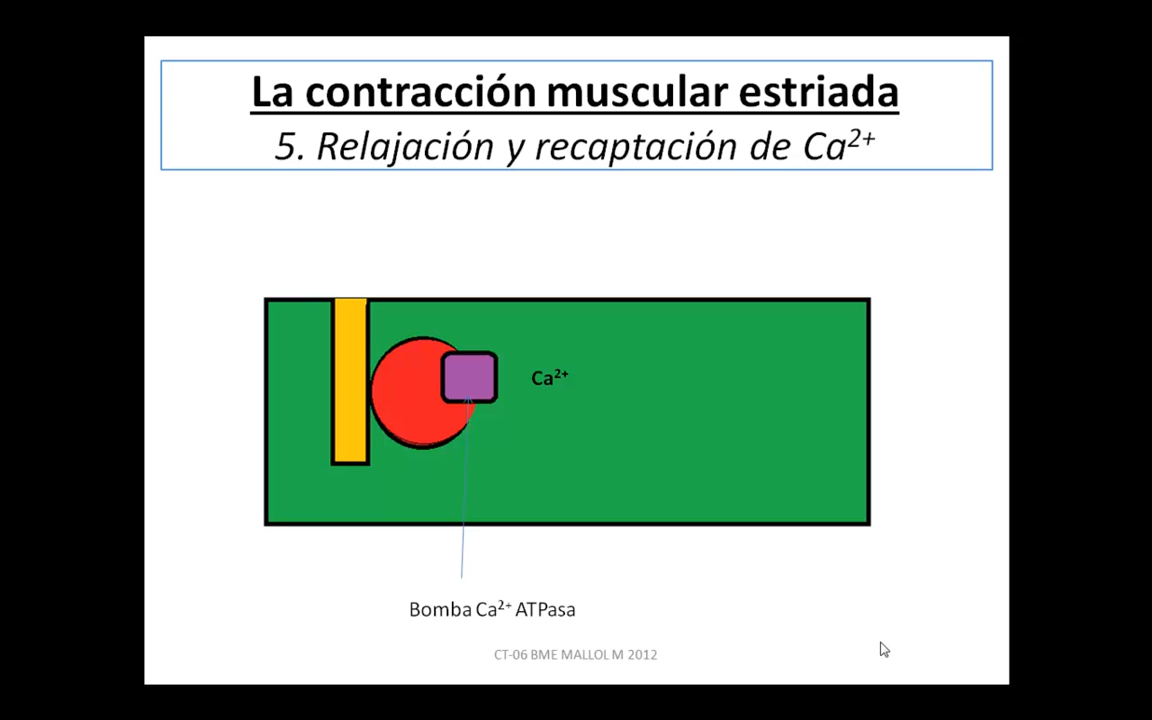 La contracción muscular estriada
5. Relajación y recaptación de Ca²⁺
Ca²⁺
Bomba Ca²⁺ ATPasa
CT-06 BME MALLOL M 2012